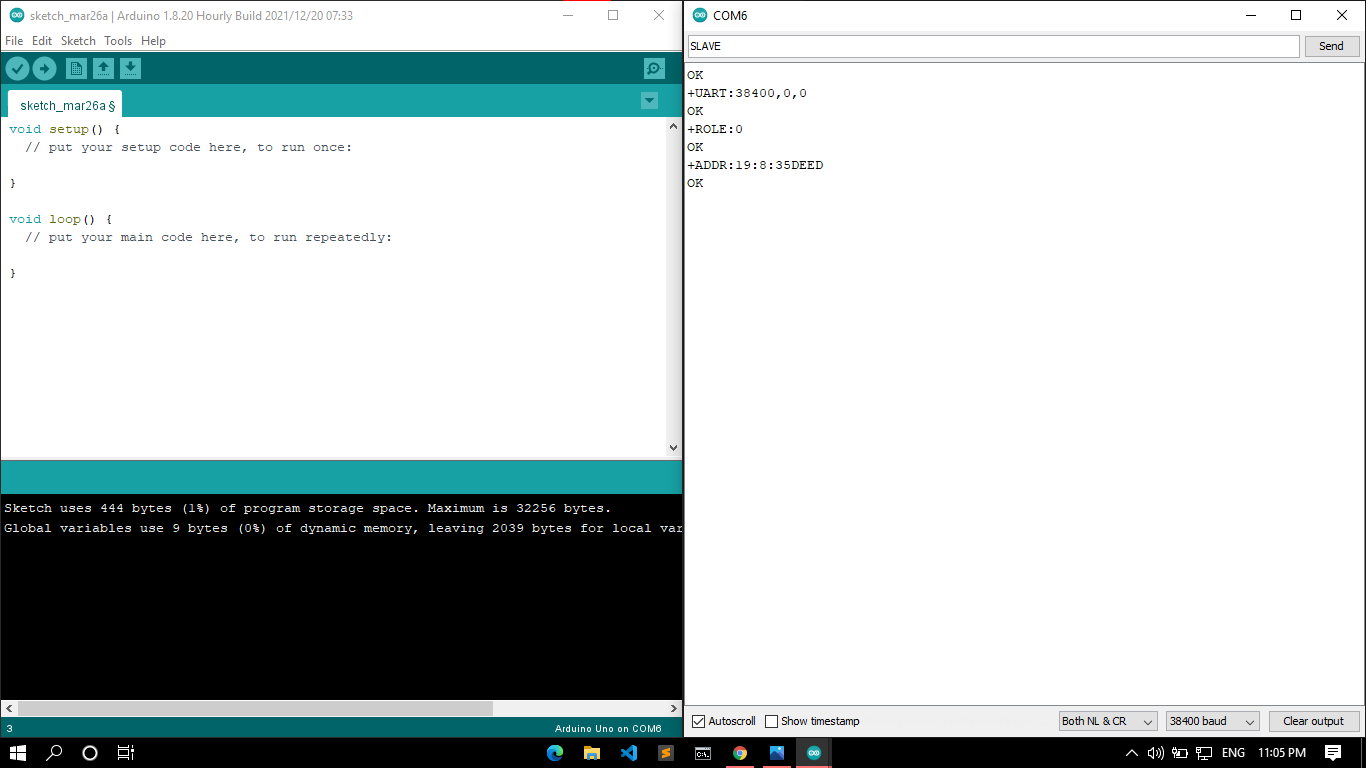 sketch_mar26a | Arduino 1.8.20 Hourly Build 2021/12/20 07:33
File Edit Sketch Tools Help
sketch_mar26a §
void setup() {
// put your setup code here, to run once:
}
void loop() {
// put your main code here, to run repeatedly:
}
Sketch uses 444 bytes (1%) of program storage space. Maximum is 32256 bytes.
Global variables use 9 bytes (0%) of dynamic memory, leaving 2039 bytes for local var
3
Arduino Uno on COM6
COM6
SLAVE
Send
OK
+UART:38400,0,0
OK
+ROLE:0
OK
+ADDR:19:8:35DEED
OK
Autoscroll Show timestamp Both NL & CR 38400 baud Clear output
ENG 11:05 PM